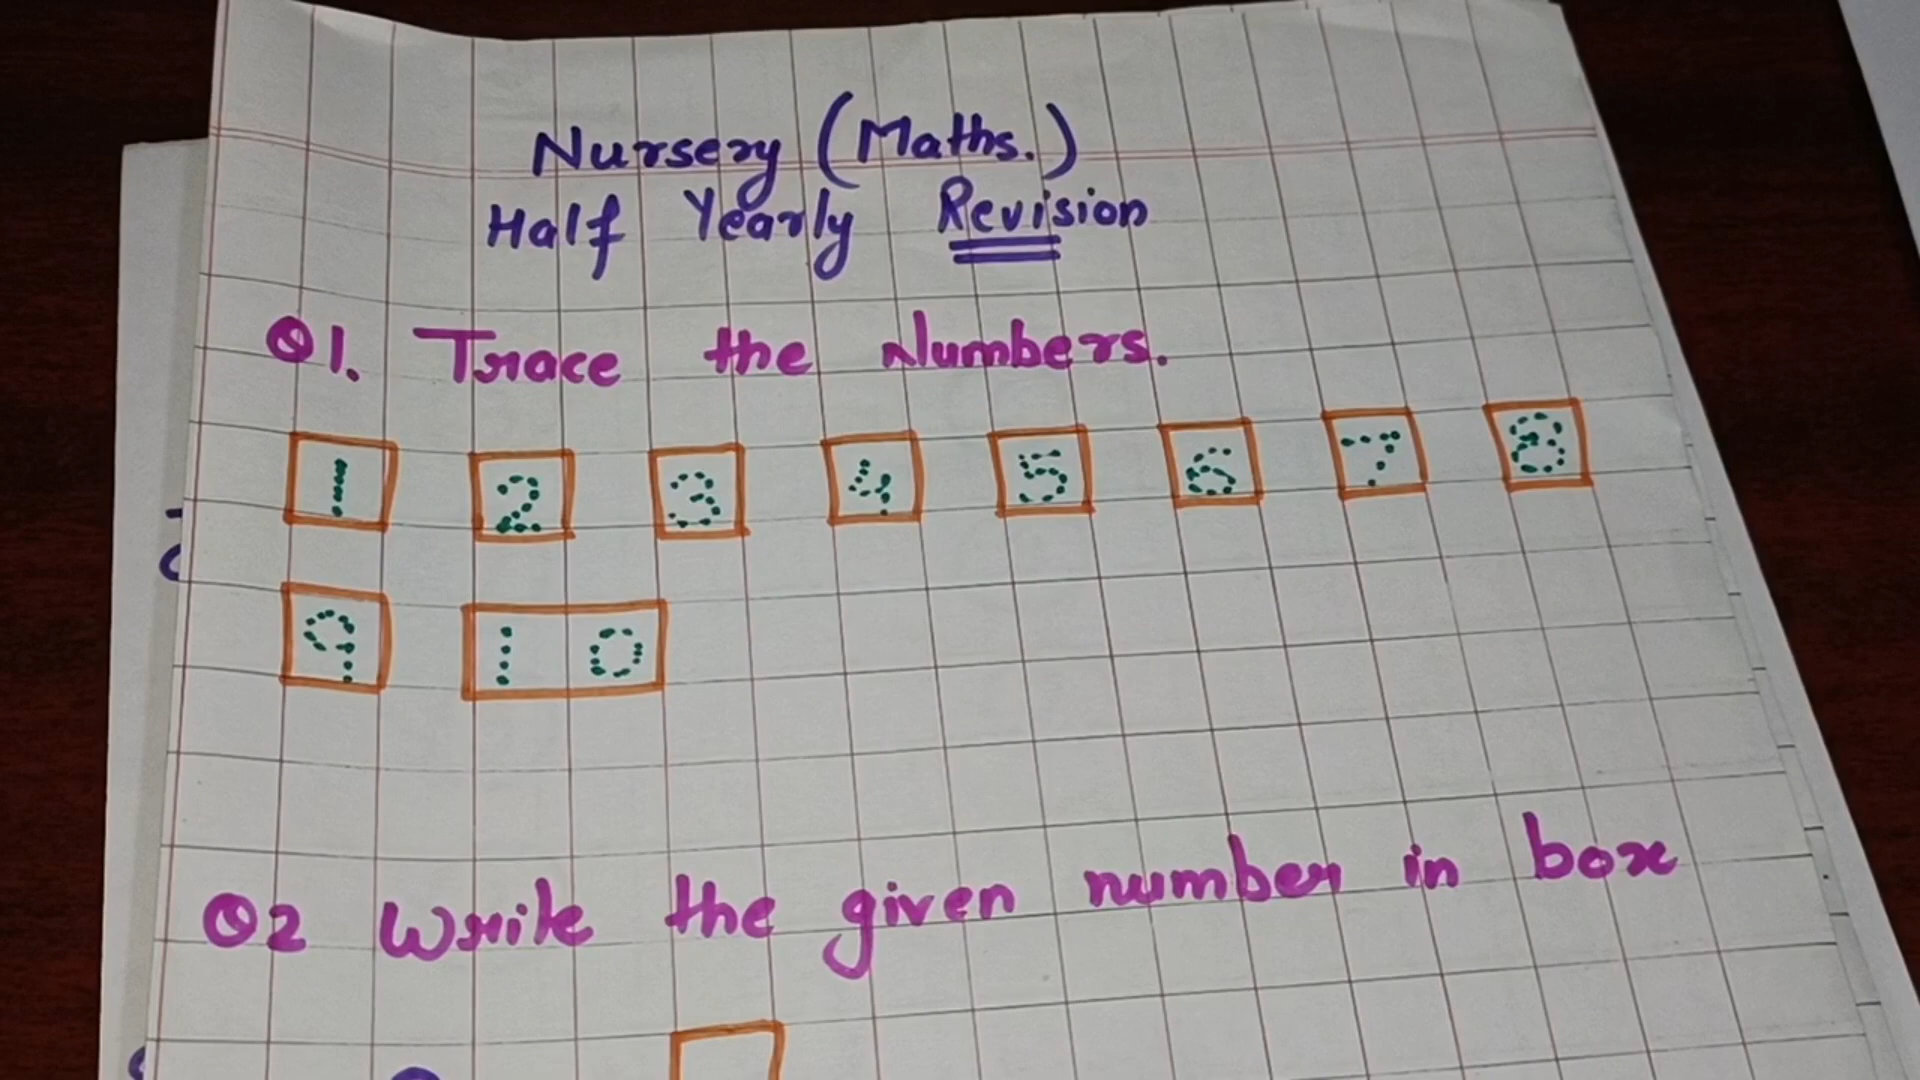 Nursery (Maths.)
Half Yearly Revision
Q1. Trace the Numbers.
1 2 3 4 5 6 7 8
9 10
Q2 Write the given number in box